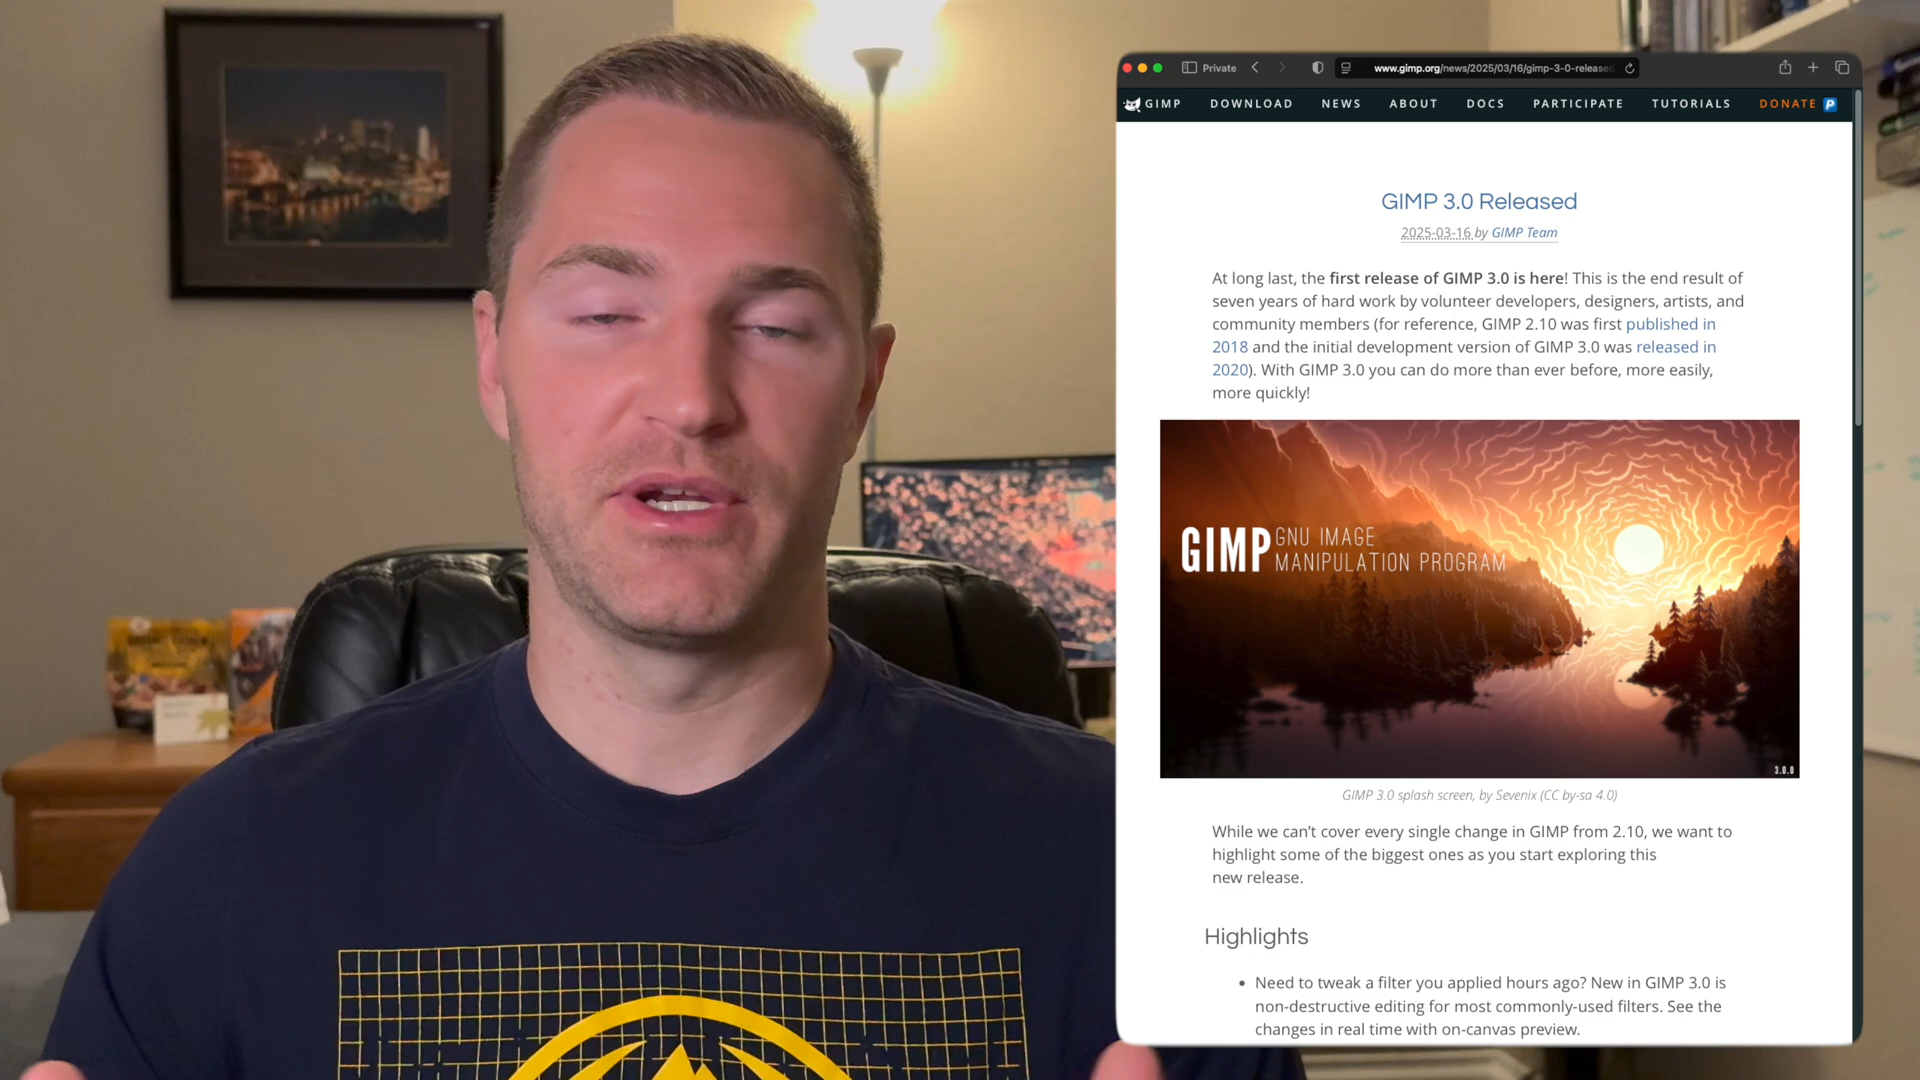 Private
www.gimp.org/news/2025/03/16/gimp-3-0-released
GIMP DOWNLOAD NEWS ABOUT DOCS PARTICIPATE TUTORIALS DONATE
GIMP 3.0 Released
2025-03-16 by GIMP Team
At long last, the first release of GIMP 3.0 is here! This is the end result of
seven years of hard work by volunteer developers, designers, artists, and
community members (for reference, GIMP 2.10 was first published in
2018 and the initial development version of GIMP 3.0 was released in
2020). With GIMP 3.0 you can do more than ever before, more easily,
more quickly!
GIMP GNU IMAGE
MANIPULATION PROGRAM
3.0.0
GIMP 3.0 splash screen, by Sevenix (CC by-sa 4.0)
While we can’t cover every single change in GIMP from 2.10, we want to
highlight some of the biggest ones as you start exploring this
new release.
Highlights
• Need to tweak a filter you applied hours ago? New in GIMP 3.0 is
non-destructive editing for most commonly-used filters. See the
changes in real time with on-canvas preview.